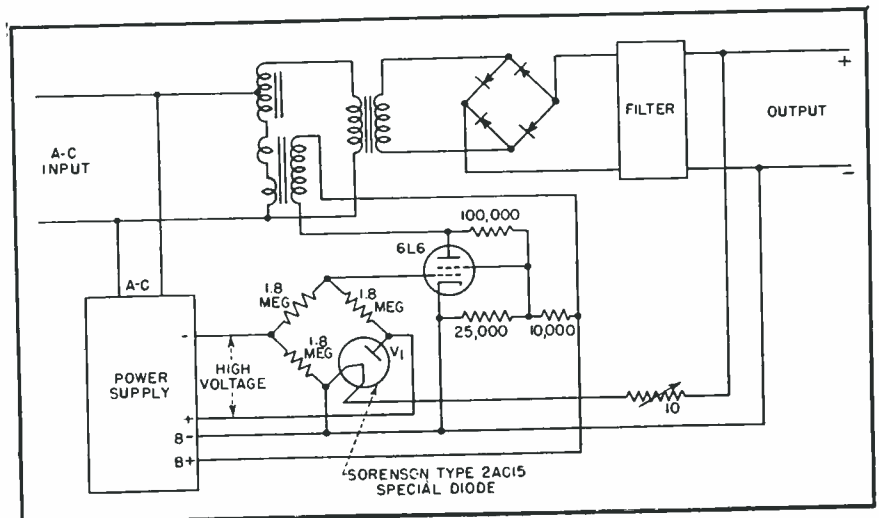 A-C
INPUT
FILTER
OUTPUT
+
-
100,000
6L6
A-C
1.8
MEG
1.8
MEG
1.8
MEG
V1
25,000
10,000
-
HIGH
VOLTAGE
POWER
SUPPLY
+
B-
B+
10
SORENSON TYPE 2AC15
SPECIAL DIODE